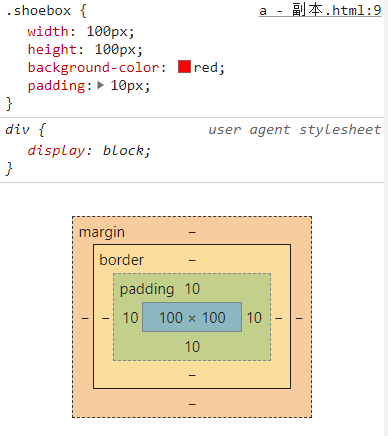 .shoebox { a - 副本.html:9
width: 100px;
height: 100px;
background-color: red;
padding: 10px;
}
div { user agent stylesheet
display: block;
}
margin –
border –
padding 10
– – 10 100 × 100 10 – –
10
–
–